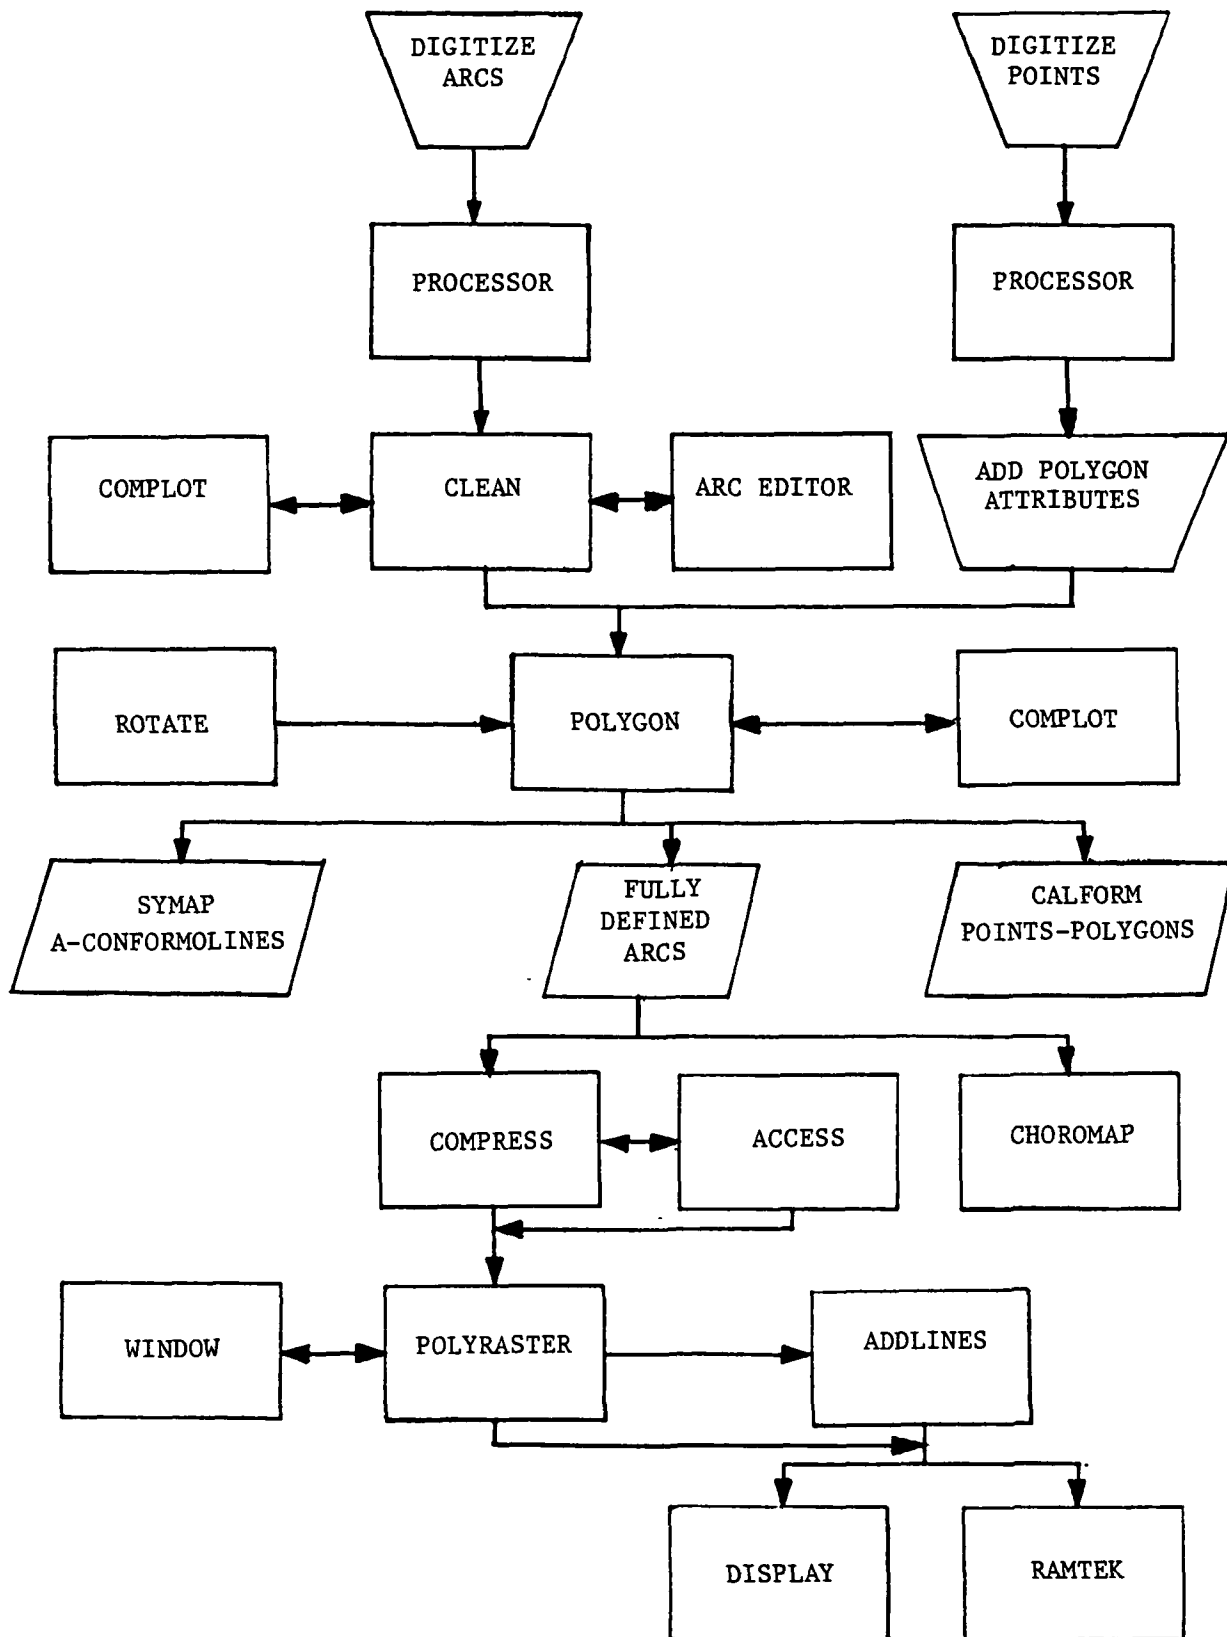 DIGITIZE
ARCS
DIGITIZE
POINTS
PROCESSOR
PROCESSOR
COMPLOT
CLEAN
ARC EDITOR
ADD POLYGON
ATTRIBUTES
ROTATE
POLYGON
COMPLOT
SYMAP
A-CONFORMOLINES
FULLY
DEFINED
ARCS
CALFORM
POINTS-POLYGONS
COMPRESS
ACCESS
CHOROMAP
WINDOW
POLYRASTER
ADDLINES
DISPLAY
RAMTEK